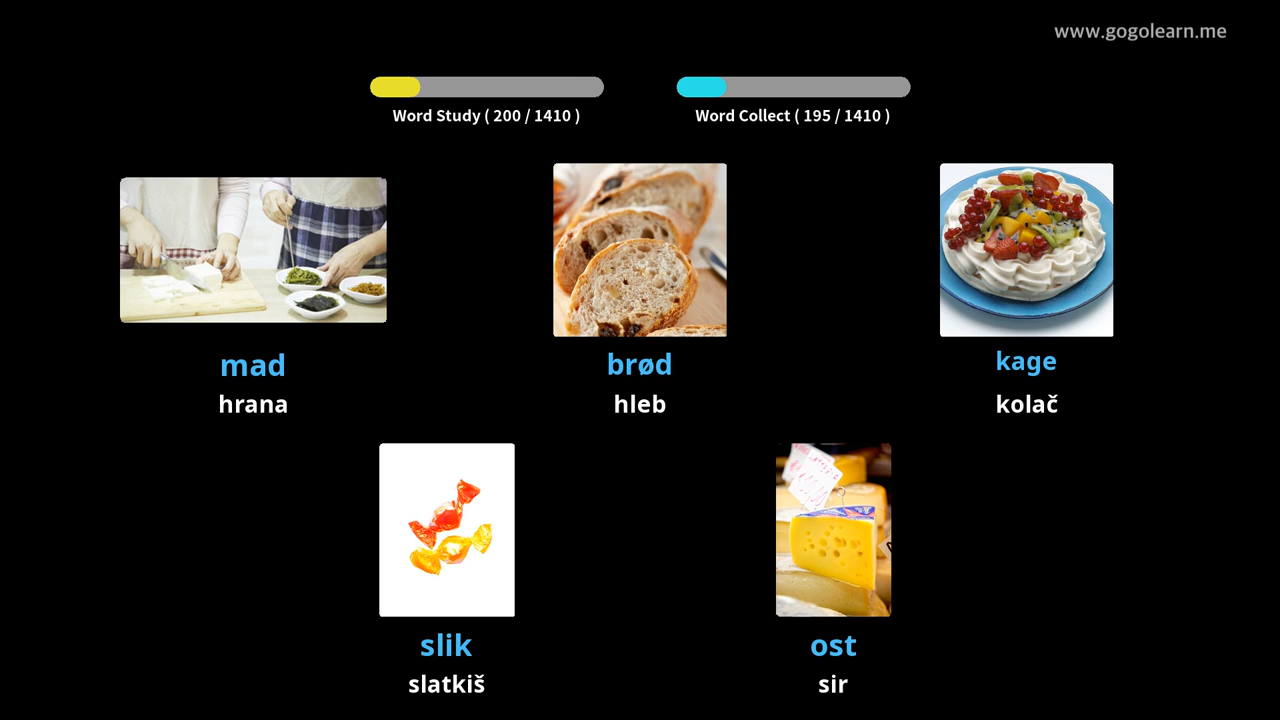 www.gogolearn.me
Word Study ( 200 / 1410 )
Word Collect ( 195 / 1410 )
mad
brød
kage
hrana
hleb
kolač
slik
ost
slatkiš
sir